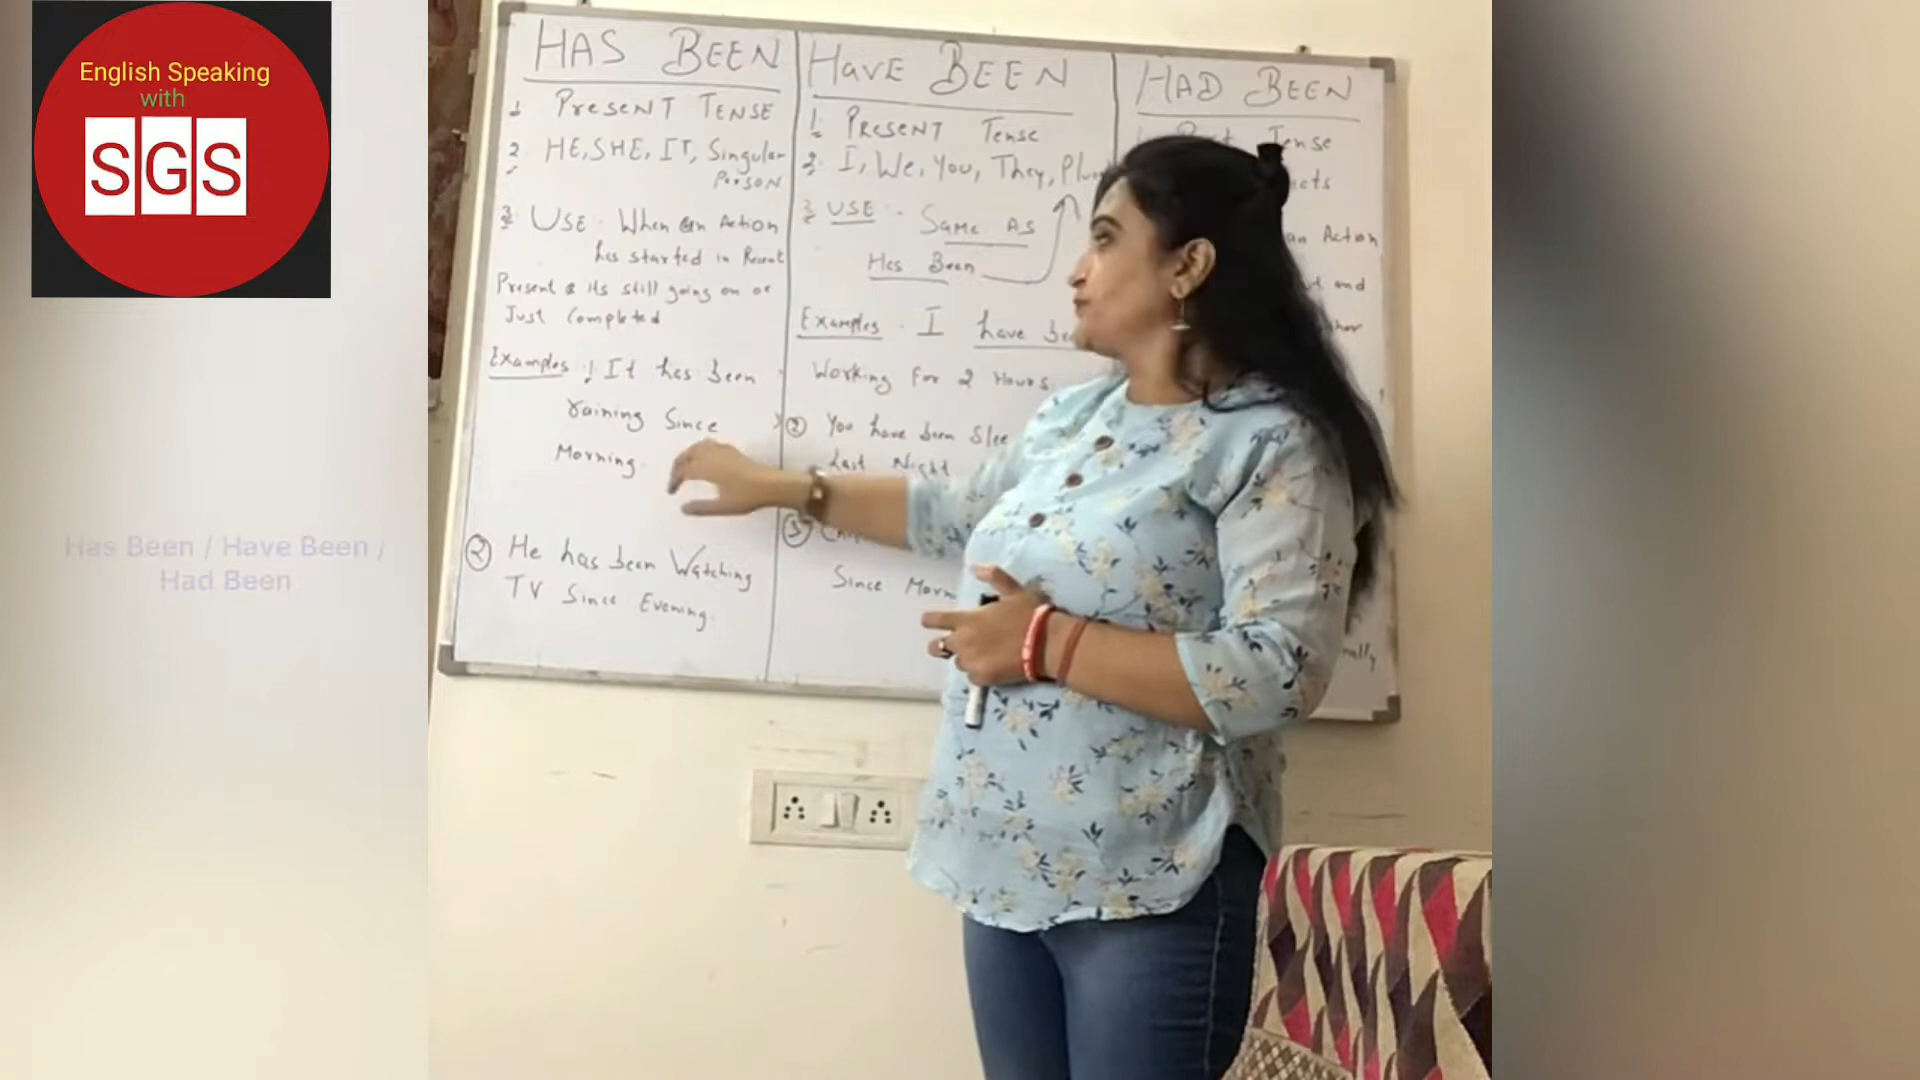 English Speaking
with
SGS
Has Been / Have Been /
Had Been
HAS BEEN
1 PRESENT TENSE
2. HE, SHE, IT, Singular
PERSON
3. USE - When an Action
has started in Recent
Present & its still going on or
Just Completed
Examples ! It has been
raining Since
Morning.
② He has been Watching
TV Since Evening.
HAVE BEEN
1. PRESENT Tense
2. I, We, You, They,
3 USE - Same As
Has Been
Examples. I have
Working For 2 Hours
② You have been
Last Night
③
Since
HAD BEEN
Tense
an Action
and